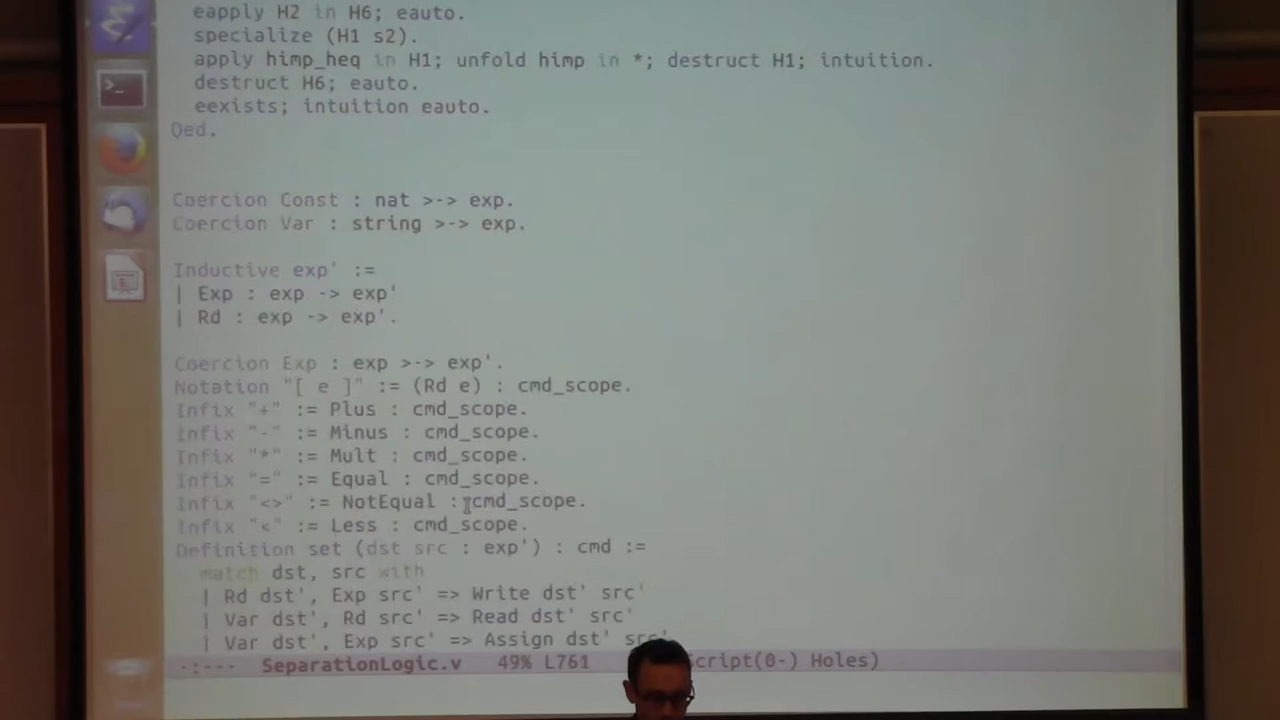 eapply H2 in H6; eauto.
specialize (H1 s2).
apply himp_heq in H1; unfold himp in *; destruct H1; intuition.
destruct H6; eauto.
eexists; intuition eauto.
Qed.
Coercion Const : nat >-> exp.
Coercion Var : string >-> exp.
Inductive exp' :=
| Exp : exp -> exp'
| Rd : exp -> exp'.
Coercion Exp : exp >-> exp'.
Notation "[ e ]" := (Rd e) : cmd_scope.
Infix "+" := Plus : cmd_scope.
Infix "-" := Minus : cmd_scope.
Infix "*" := Mult : cmd_scope.
Infix "=" := Equal : cmd_scope.
Infix "<>" := NotEqual : cmd_scope.
Infix "<" := Less : cmd_scope.
Definition set (dst src : exp') : cmd :=
match dst, src with
| Rd dst', Exp src' => Write dst' src'
| Var dst', Rd src' => Read dst' src'
| Var dst', Exp src' => Assign dst' src'
-:--- SeparationLogic.v 49% L761 cript(0-) Holes)